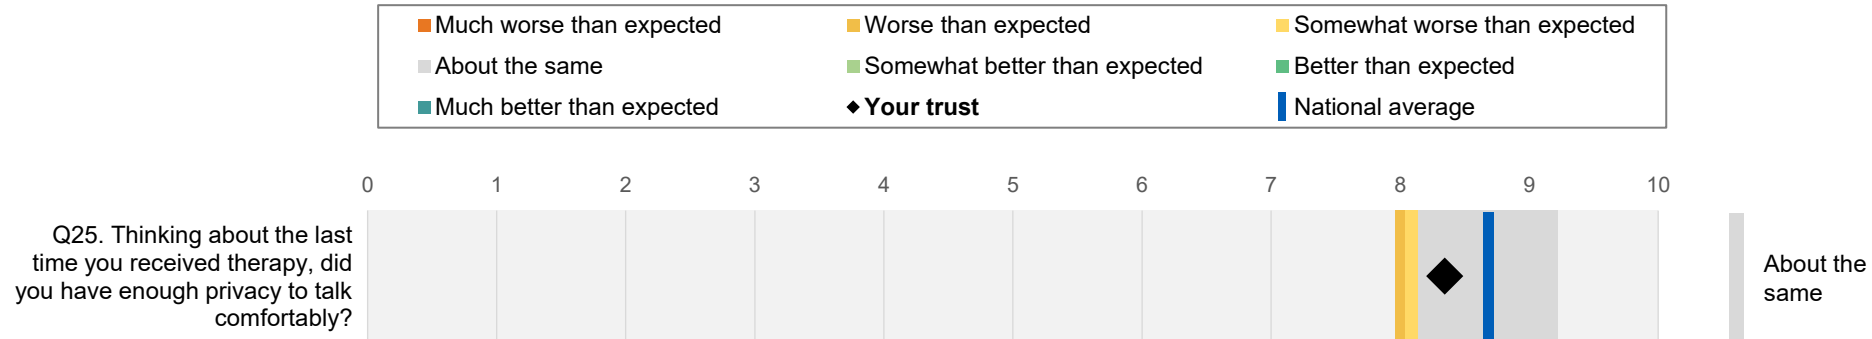 Much worse than expected
Worse than expected
Somewhat worse than expected
About the same
Somewhat better than expected
Better than expected
Much better than expected
Your trust
National average
0 1 2 3 4 5 6 7 8 9 10
Q25. Thinking about the last
time you received therapy, did
you have enough privacy to talk
comfortably?
About the
same